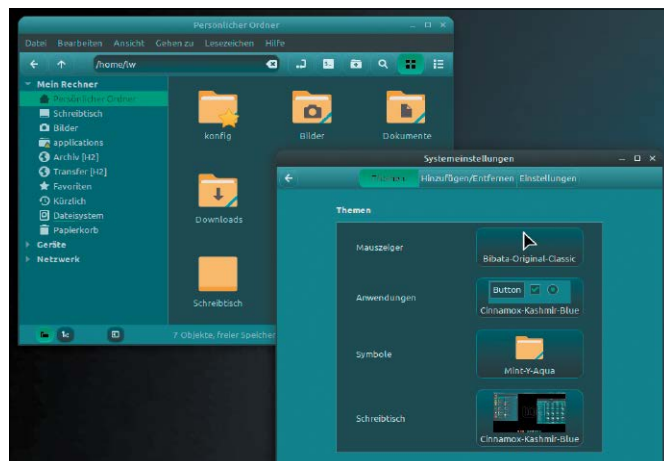 Persönlicher Ordner
Datei Bearbeiten Ansicht Gehen zu Lesezeichen Hilfe
/home/lw
Mein Rechner
Persönlicher Ordner
Schreibtisch
Bilder
applications
Archiv [H2]
Transfer [H2]
Favoriten
Kürzlich
Dateisystem
Papierkorb
Geräte
Netzwerk
konfig
Bilder
Dokumente
Downloads
Schreibtisch
7 Objekte, freier Speicher
Systemeinstellungen
Themen Hinzufügen/Entfernen Einstellungen
Themen
Mauszeiger
Bibata-Original-Classic
Anwendungen
Button
Cinnamox-Kashmir-Blue
Symbole
Mint-Y-Aqua
Schreibtisch
Cinnamox-Kashmir-Blue